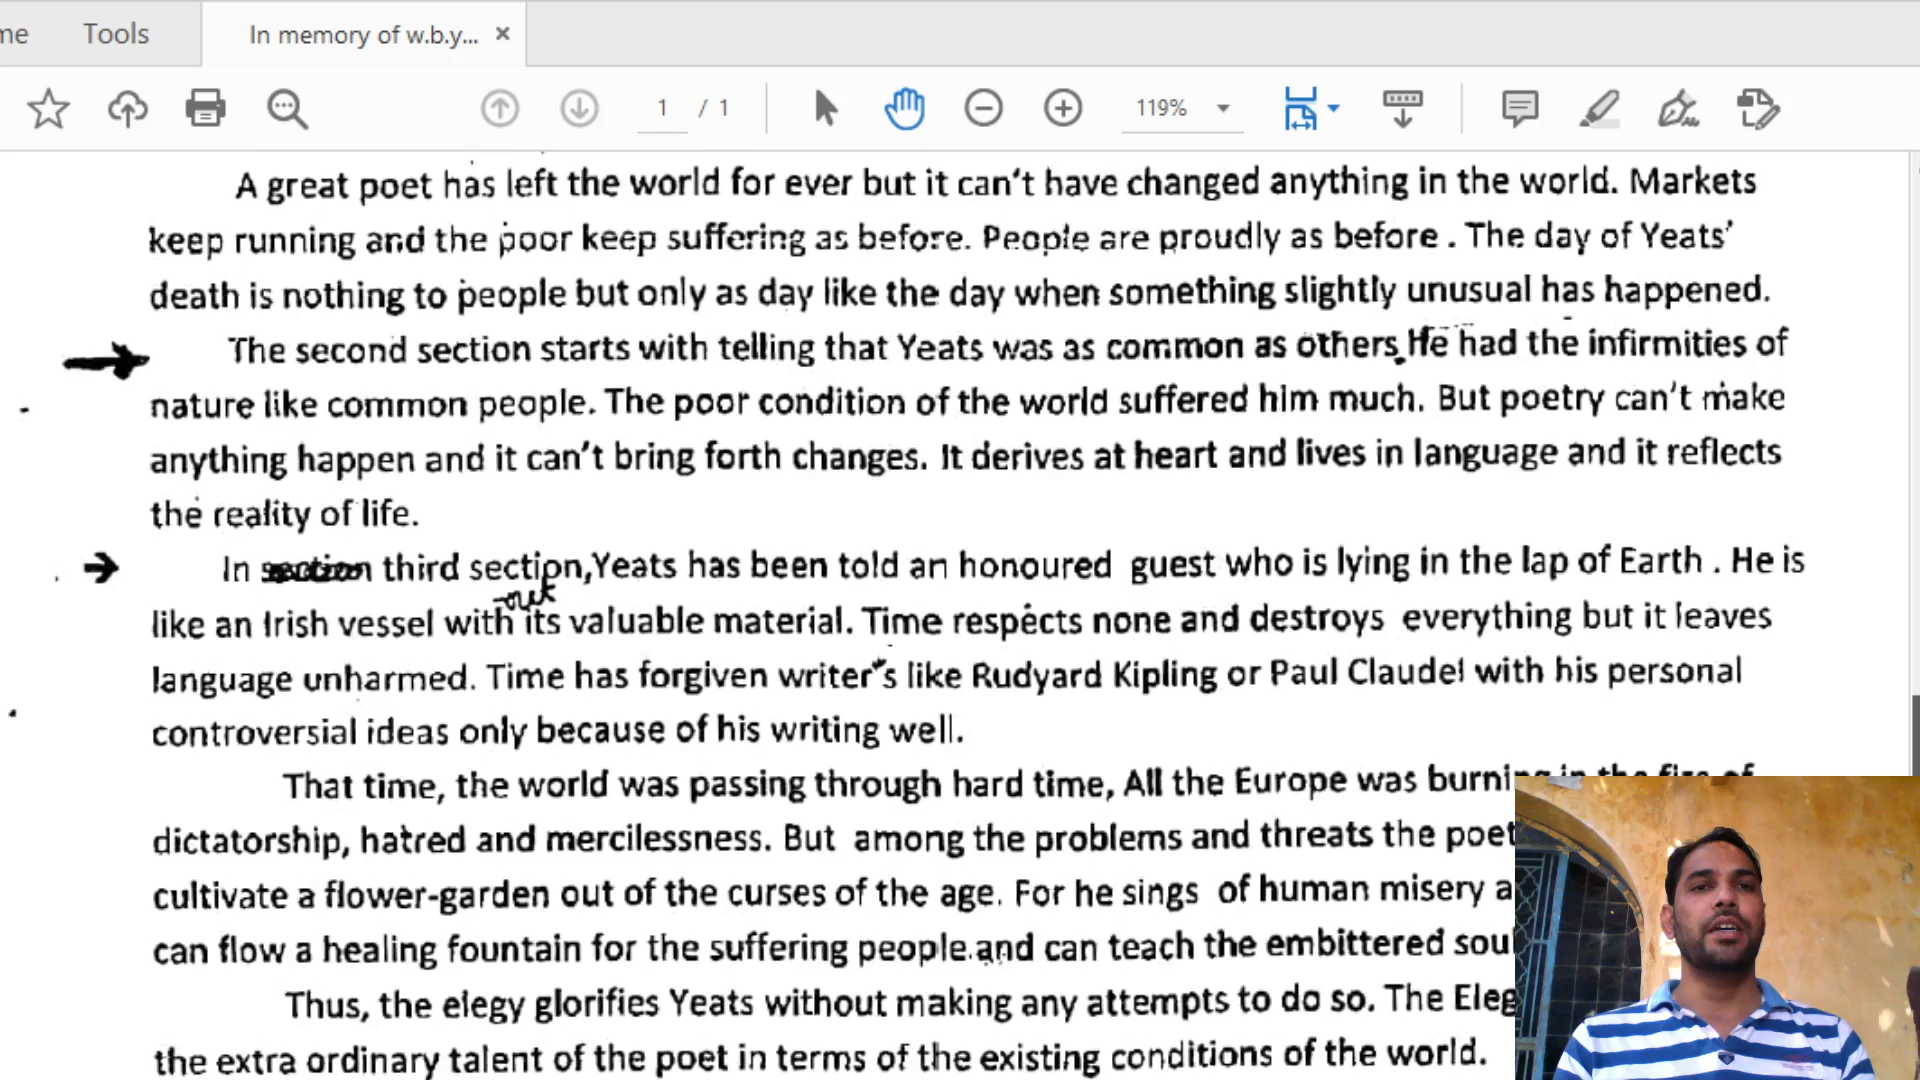 me Tools In memory of w.b.y... ×
1 / 1 119%
A great poet has left the world for ever but it can't have changed anything in the world. Markets
keep running and the poor keep suffering as before. People are proudly as before . The day of Yeats'
death is nothing to people but only as day like the day when something slightly unusual has happened.
The second section starts with telling that Yeats was as common as others. He had the infirmities of
nature like common people. The poor condition of the world suffered him much. But poetry can't make
anything happen and it can't bring forth changes. It derives at heart and lives in language and it reflects
the reality of life.
In section third section, Yeats has been told an honoured guest who is lying in the lap of Earth . He is
out
like an Irish vessel with its valuable material. Time respects none and destroys everything but it leaves
language unharmed. Time has forgiven writer's like Rudyard Kipling or Paul Claudel with his personal
controversial ideas only because of his writing well.
That time, the world was passing through hard time, All the Europe was burning in the fire of
dictatorship, hatred and mercilessness. But among the problems and threats the poet
cultivate a flower-garden out of the curses of the age. For he sings of human misery a
can flow a healing fountain for the suffering people and can teach the embittered sou
Thus, the elegy glorifies Yeats without making any attempts to do so. The Eleg
the extra ordinary talent of the poet in terms of the existing conditions of the world.